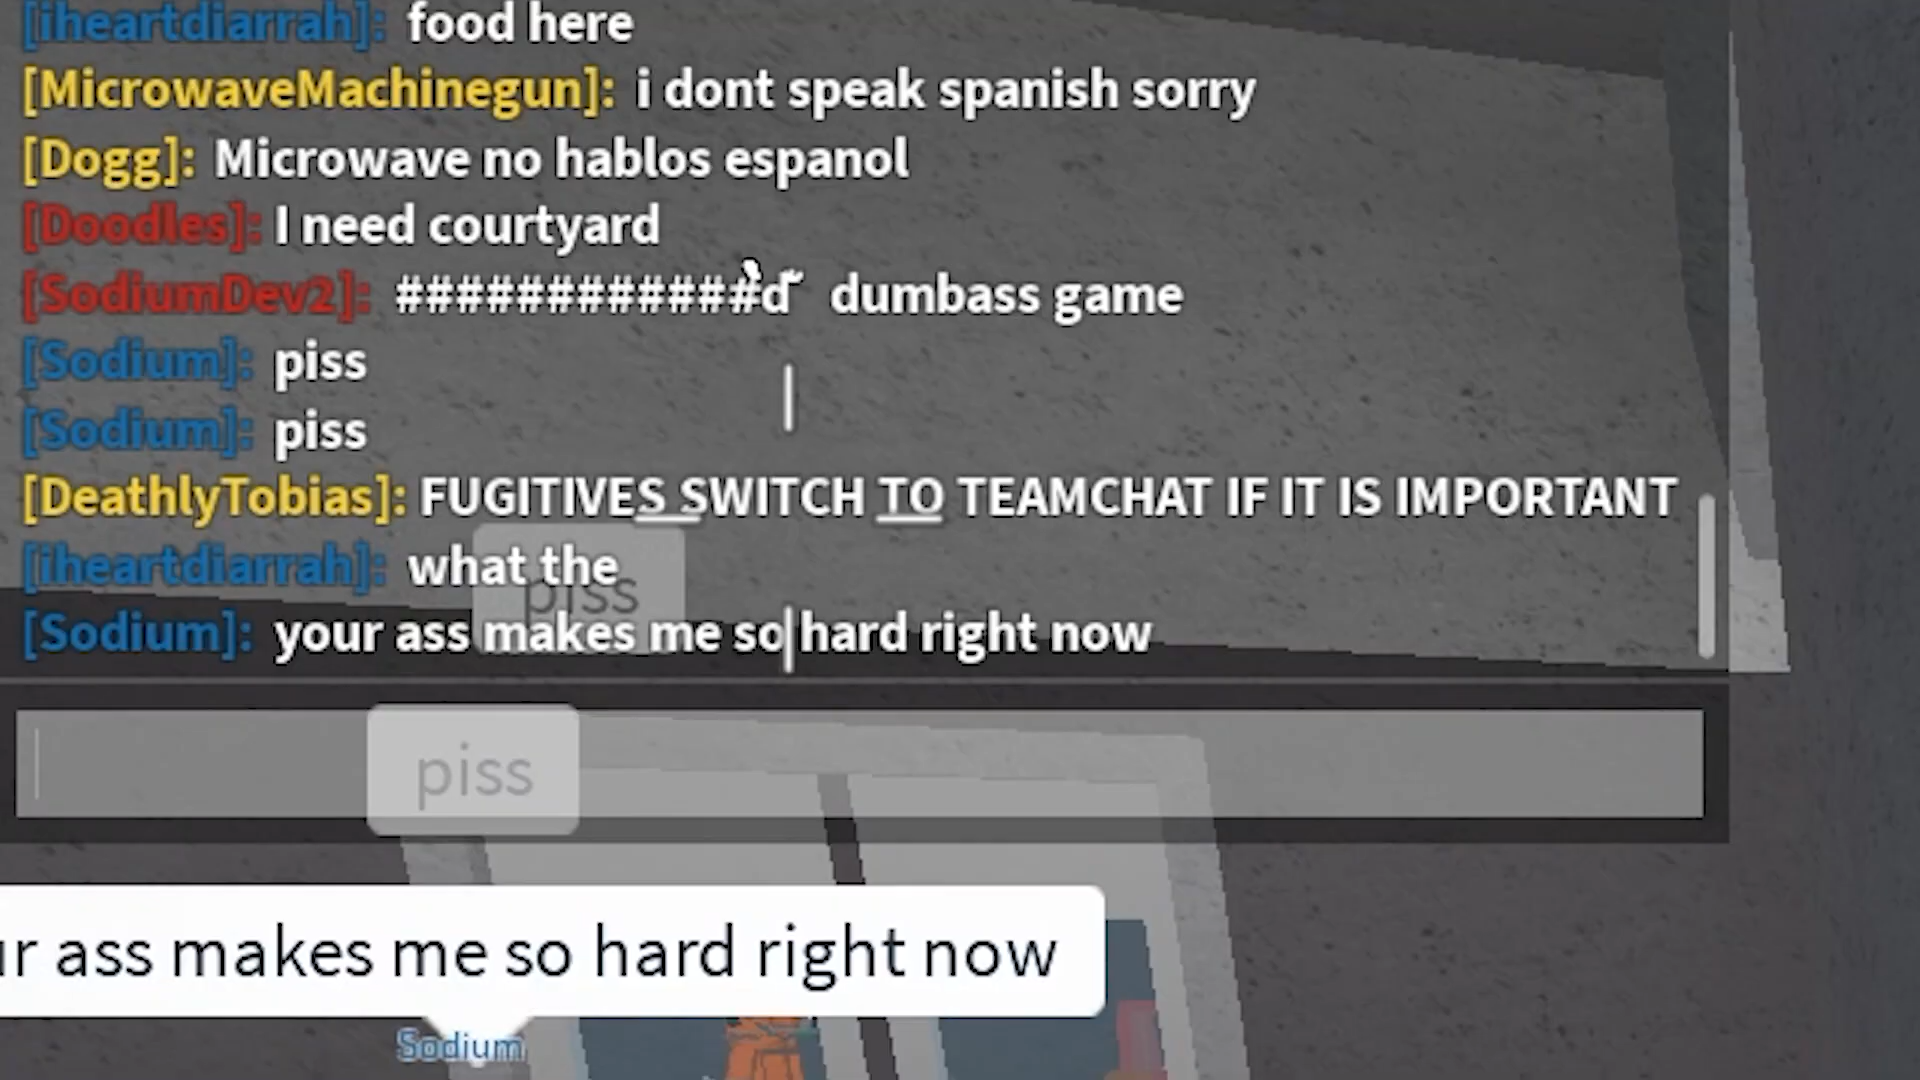 [iheartdiarrah]: food here
[MicrowaveMachinegun]: i dont speak spanish sorry
[Dogg]: Microwave no hablos espanol
[Doodles]: I need courtyard
[SodiumDev2]: ############d dumbass game
[Sodium]: piss
[Sodium]: piss
[DeathlyTobias]: FUGITIVES SWITCH TO TEAMCHAT IF IT IS IMPORTANT
[iheartdiarrah]: what the
piss
[Sodium]: your ass makes me so hard right now
piss
ur ass makes me so hard right now
Sodium